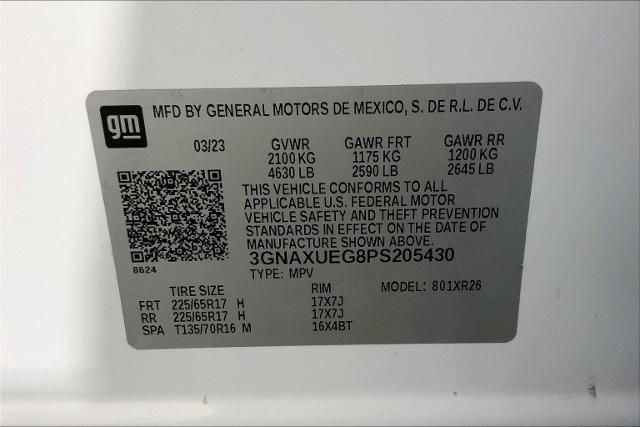 gm
MFD BY GENERAL MOTORS DE MEXICO, S. DE R.L. DE C.V.
03/23 GVWR GAWR FRT GAWR RR
2100 KG 1175 KG 1200 KG
4630 LB 2590 LB 2645 LB
THIS VEHICLE CONFORMS TO ALL
APPLICABLE U.S. FEDERAL MOTOR
VEHICLE SAFETY AND THEFT PREVENTION
STANDARDS IN EFFECT ON THE DATE OF
MANUFACTURE SHOWN ABOVE.
3GNAXUEG8PS205430
8624
TYPE: MPV
TIRE SIZE RIM MODEL: 801XR26
FRT 225/65R17 H 17X7J
RR 225/65R17 H 17X7J
SPA T135/70R16 M 16X4BT